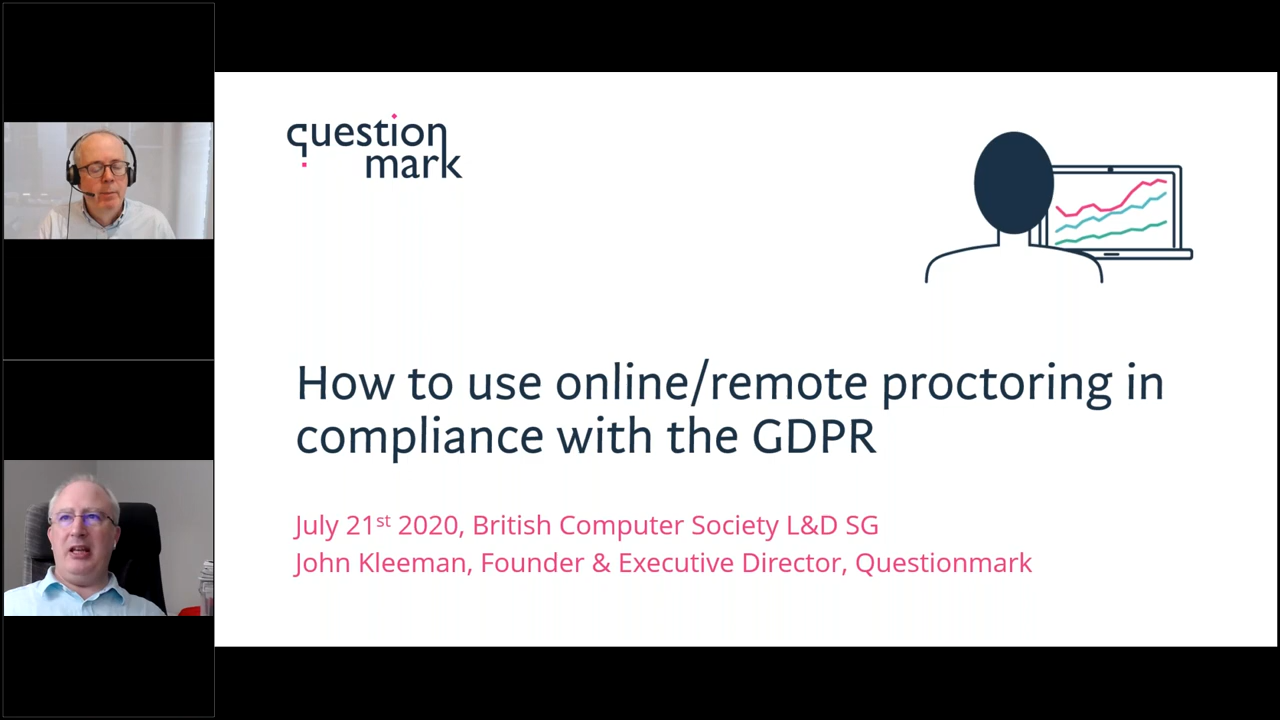 question
mark
How to use online/remote proctoring in
compliance with the GDPR
July 21st 2020, British Computer Society L&D SG
John Kleeman, Founder & Executive Director, Questionmark